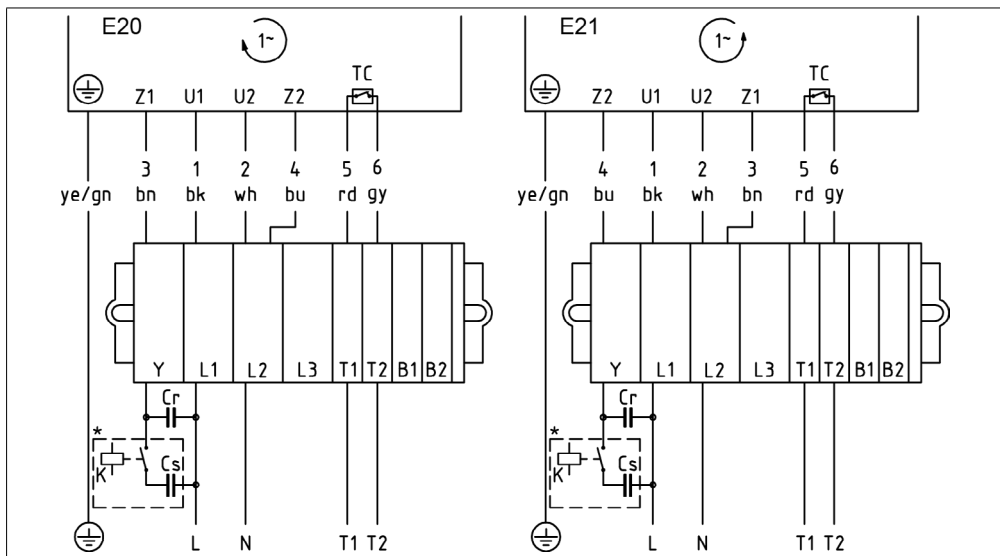 E20
1~
TC
Z1 U1 U2 Z2
3 1 2 4 5 6
ye/gn bn bk wh bu rd gy
Y L1 L2 L3 T1 T2 B1 B2
Cr
*
K
Cs
L N T1 T2
E21
1~
TC
Z2 U1 U2 Z1
4 1 2 3 5 6
ye/gn bu bk wh bn rd gy
Y L1 L2 L3 T1 T2 B1 B2
Cr
*
K
Cs
L N T1 T2